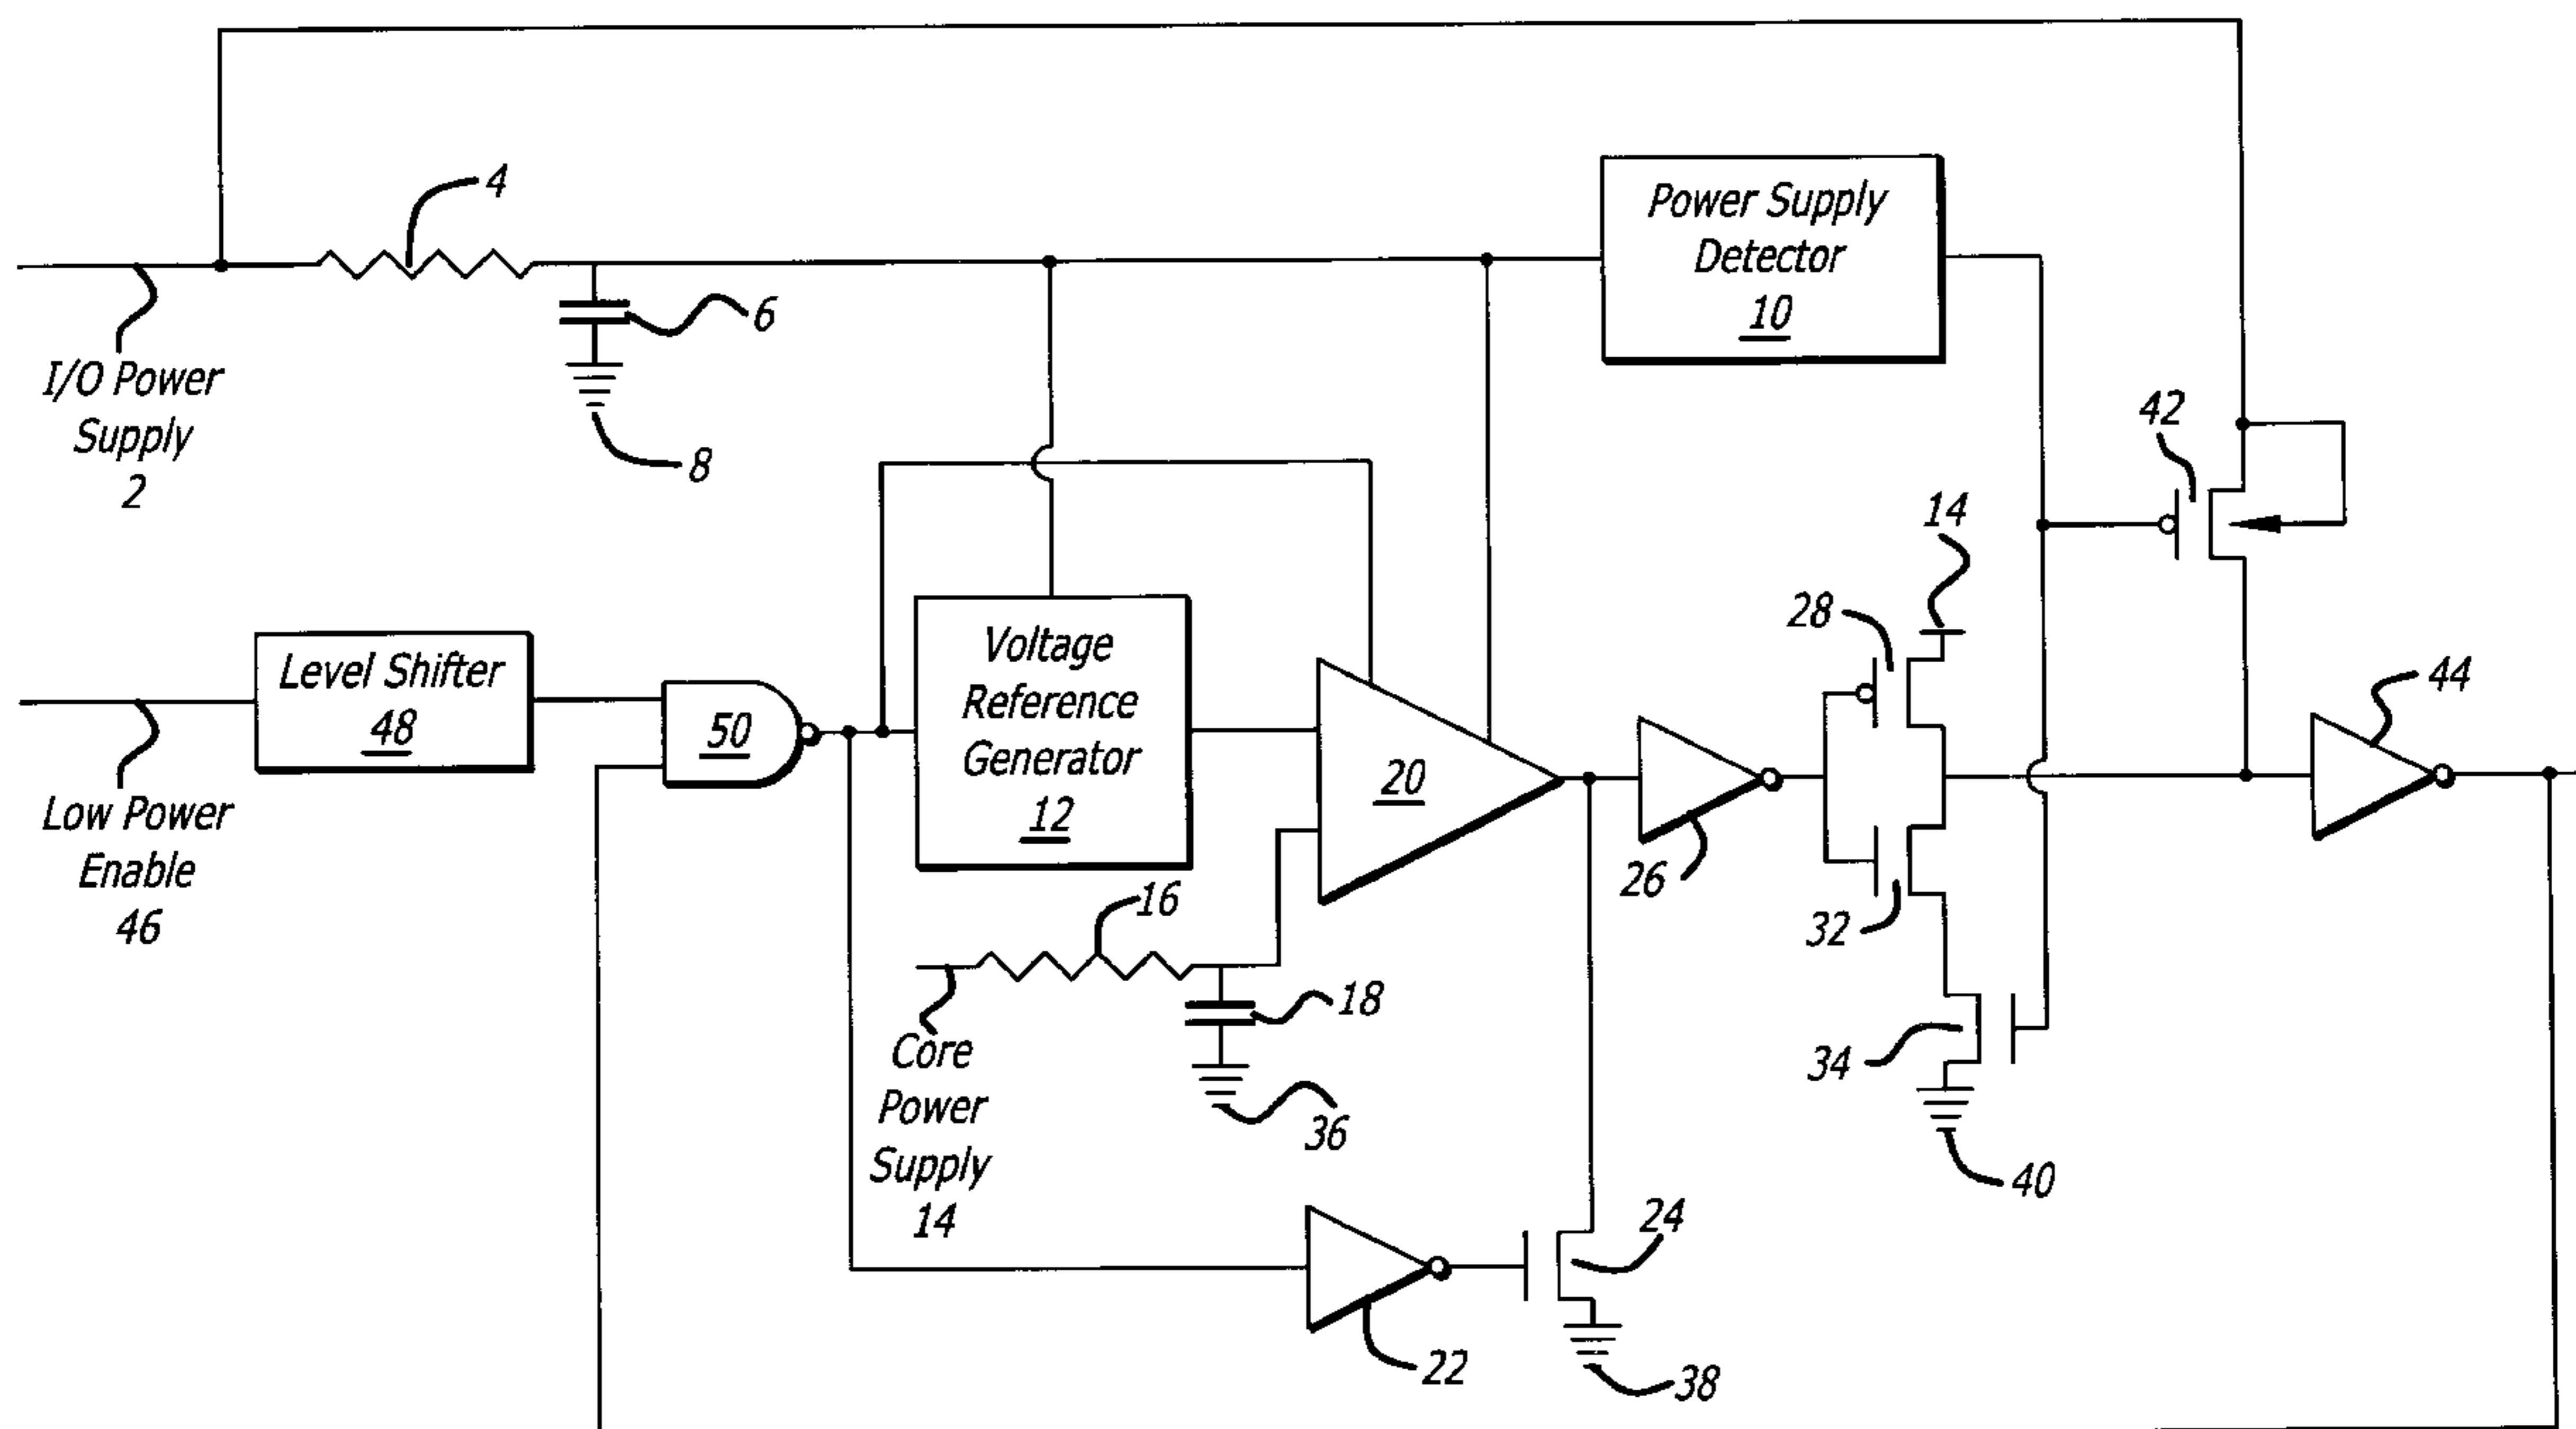 4
Power Supply
Detector
10
6
I/O Power
Supply
2
8
42
14
28
Voltage
Reference
Generator
12
Level Shifter
48
50
44
20
Low Power
Enable
46
26
16
32
18
Core
Power
Supply
14
34
36
40
24
22
38